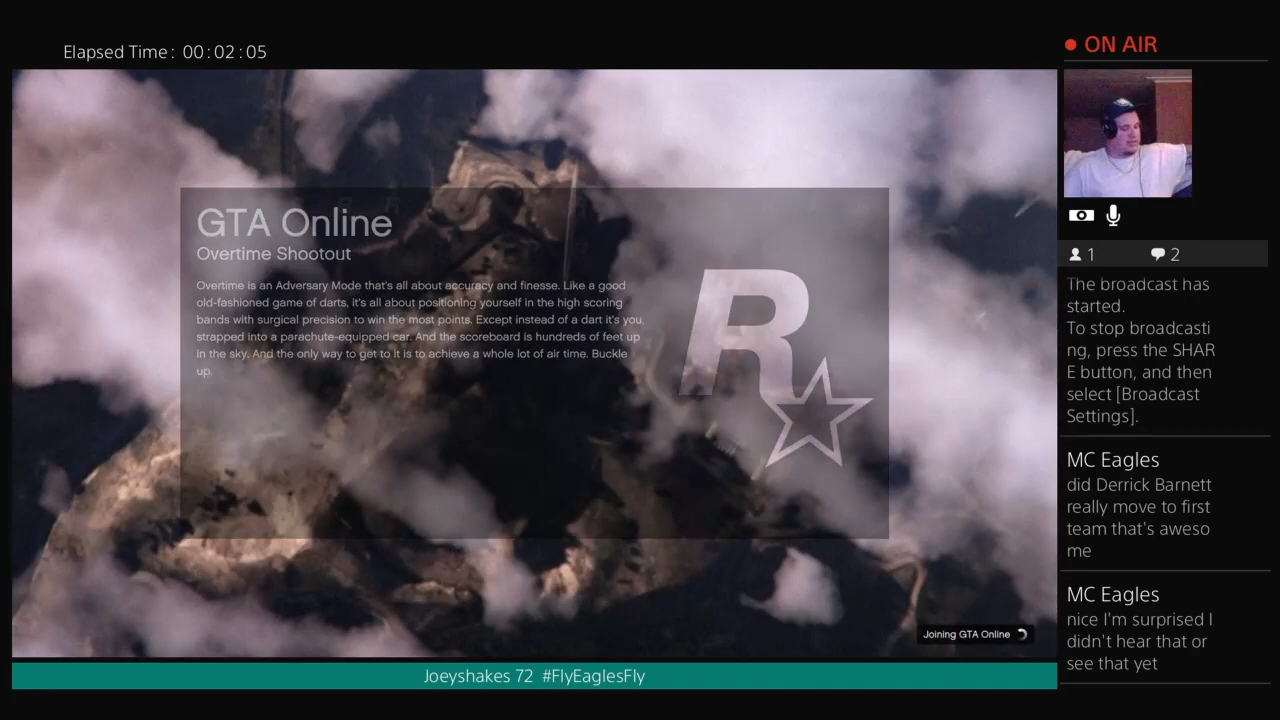 Elapsed Time: 00:02:05
ON AIR
GTA Online
Overtime Shootout
Overtime is an Adversary Mode that's all about accuracy and finesse. Like a good
old-fashioned game of darts, it's all about positioning yourself in the high scoring
bands with surgical precision to win the most points. Except instead of a dart it's you,
strapped into a parachute-equipped car. And the scoreboard is hundreds of feet up
in the sky. And the only way to get to it is to achieve a whole lot of air time. Buckle
up.
R
Joining GTA Online
1 2
The broadcast has
started.
To stop broadcasti
ng, press the SHAR
E button, and then
select [Broadcast
Settings].
MC Eagles
did Derrick Barnett
really move to first
team that's aweso
me
MC Eagles
nice I'm surprised I
didn't hear that or
see that yet
Joeyshakes 72 #FlyEaglesFly